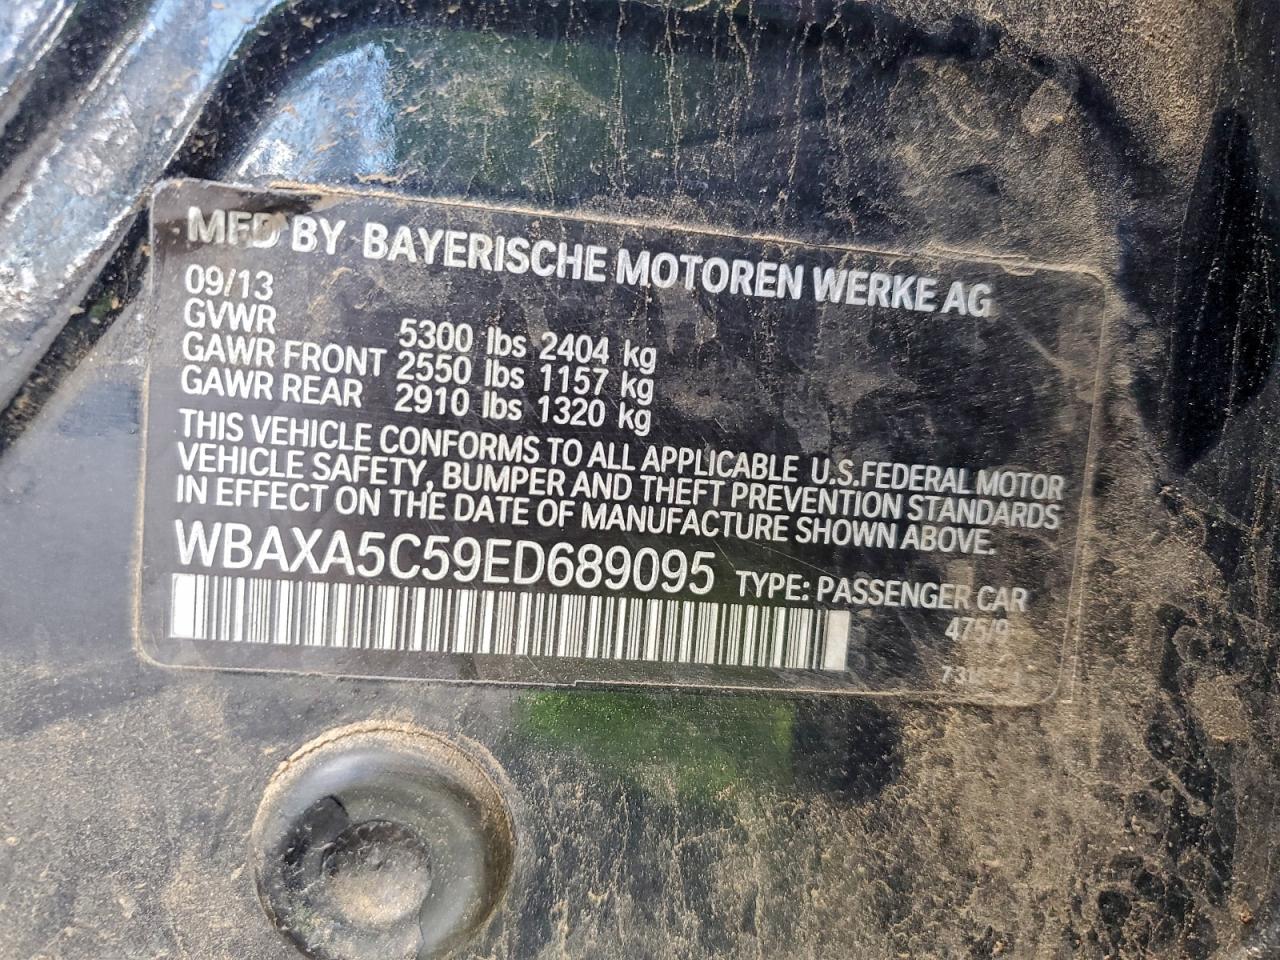 MFD BY BAYERISCHE MOTOREN WERKE AG
09/13
GVWR 5300 lbs 2404 kg
GAWR FRONT 2550 lbs 1157 kg
GAWR REAR 2910 lbs 1320 kg
THIS VEHICLE CONFORMS TO ALL APPLICABLE U.S.FEDERAL MOTOR
VEHICLE SAFETY, BUMPER AND THEFT PREVENTION STANDARDS
IN EFFECT ON THE DATE OF MANUFACTURE SHOWN ABOVE.
WBAXA5C59ED689095 TYPE: PASSENGER CAR
475/9